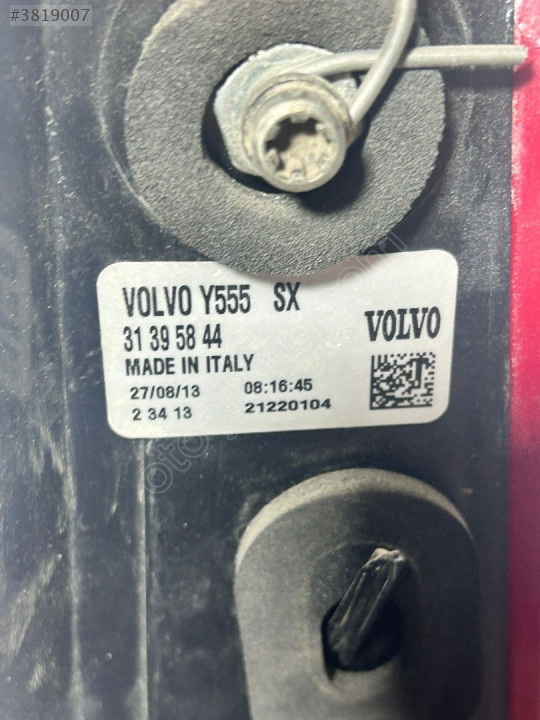 #3819007
VOLVO Y555 SX
31 39 58 44
VOLVO
MADE IN ITALY
27/08/13 08:16:45
2 34 13 21220104